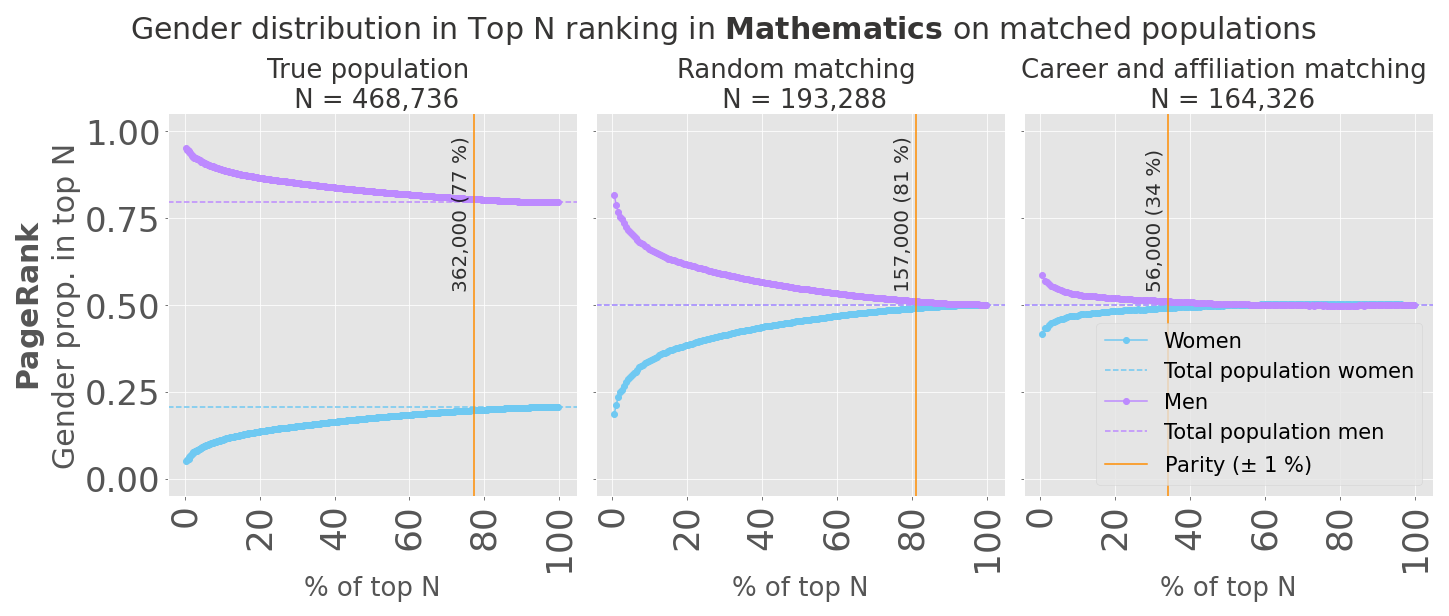 Gender distribution in Top N ranking in Mathematics on matched populations
True population
N = 468,736
Random matching
N = 193,288
Career and affiliation matching
N = 164,326
PageRank
Gender prop. in top N
1.00
0.75
0.50
0.25
0.00
362,000 (77 %)
157,000 (81 %)
56,000 (34 %)
Women
Total population women
Men
Total population men
Parity (± 1 %)
0 20 40 60 80 100
0 20 40 60 80 100
0 20 40 60 80 100
% of top N
% of top N
% of top N